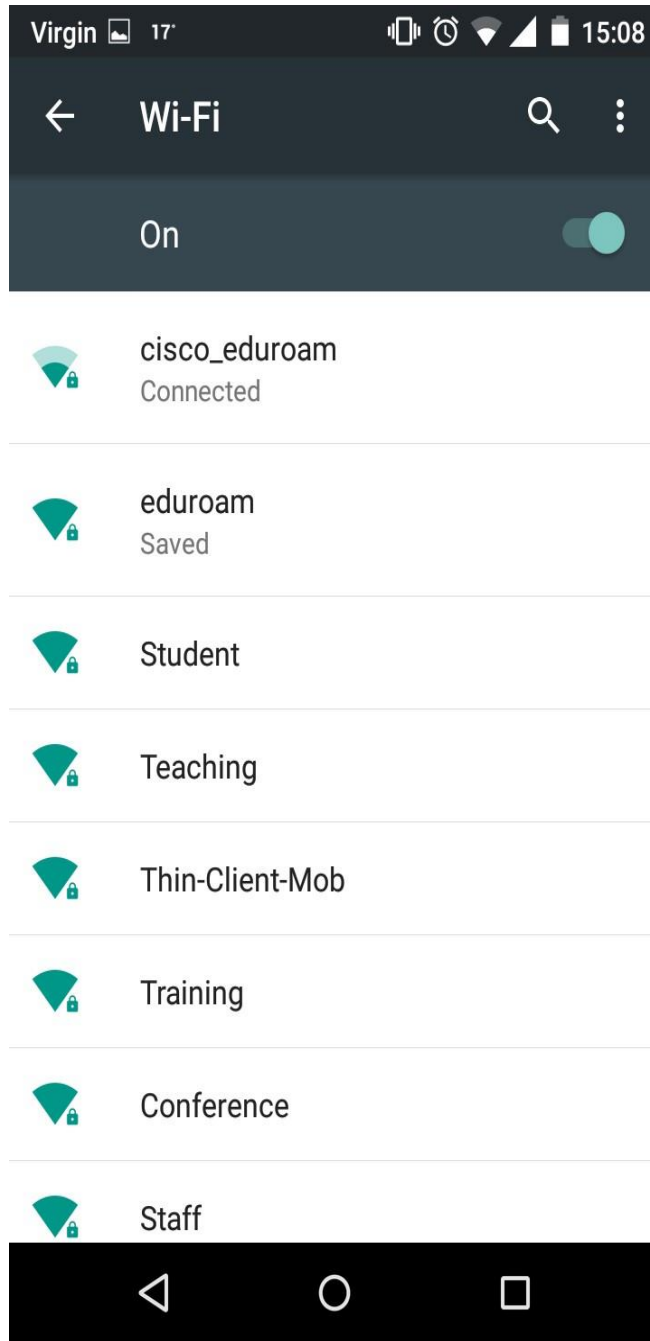 Virgin 17° 15:08
Wi-Fi
On
cisco_eduroam
Connected
eduroam
Saved
Student
Teaching
Thin-Client-Mob
Training
Conference
Staff